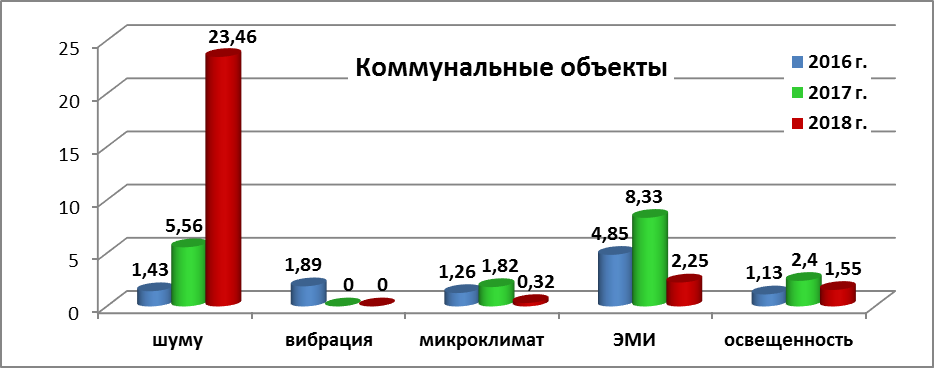 Коммунальные объекты
2016 г.
2017 г.
2018 г.
25
20
15
10
5
0
1,43 5,56 23,46
1,89 0 0
1,26 1,82 0,32
4,85 8,33 2,25
1,13 2,4 1,55
шуму вибрация микроклимат ЭМИ освещенность